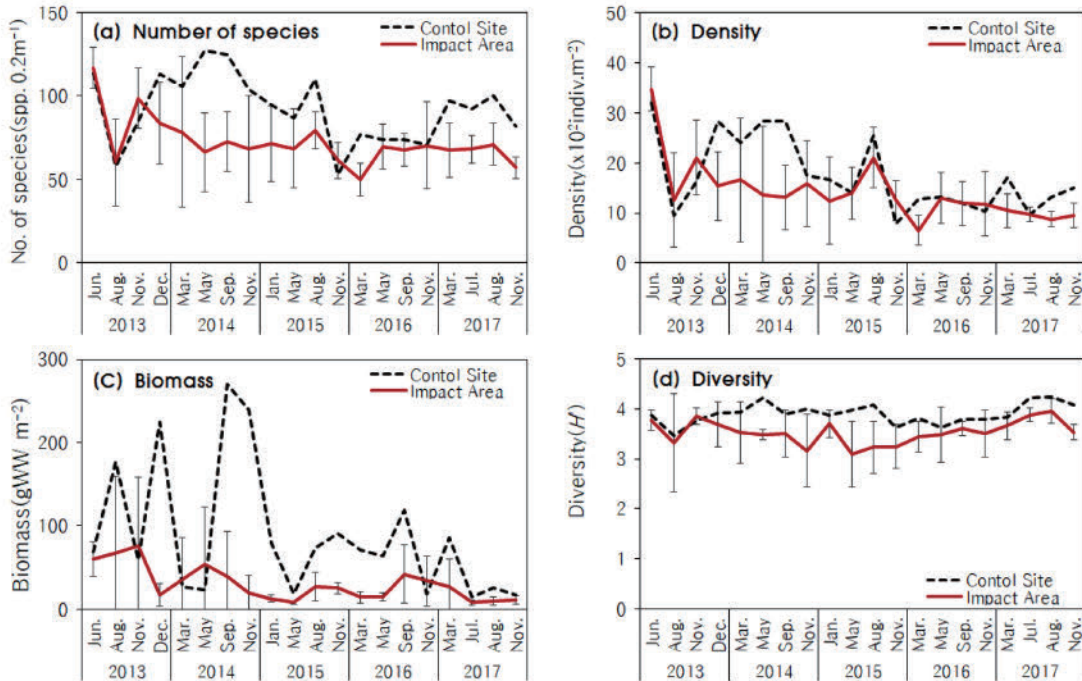 (a) Number of species
Contol Site
Impact Area
No. of species(spp. 0.2m⁻¹)
150
100
50
0
Jun. Aug. Nov. Dec. Mar. May Sep. Nov. Jan. May Aug. Nov. Mar. May Sep. Nov. Mar. Jul. Aug. Nov.
2013 2014 2015 2016 2017
(b) Density
Contol Site
Impact Area
Density(x 10²indiv.m⁻²)
50
40
30
20
10
0
Jun. Aug. Nov. Dec. Mar. May Sep. Nov. Jan. May Aug. Nov. Mar. May Sep. Nov. Mar. Jul. Aug. Nov.
2013 2014 2015 2016 2017
(C) Biomass
Contol Site
Impact Area
Biomass(gWW m⁻²)
300
200
100
0
Jun. Aug. Nov. Dec. Mar. May Sep. Nov. Jan. May Aug. Nov. Mar. May Sep. Nov. Mar. Jul. Aug. Nov.
2013 2014 2015 2016 2017
(d) Diversity
Contol Site
Impact Area
Diversity(H')
5
4
3
2
1
0
Jun. Aug. Nov. Dec. Mar. May Sep. Nov. Jan. May Aug. Nov. Mar. May Sep. Nov. Mar. Jul. Aug. Nov.
2013 2014 2015 2016 2017